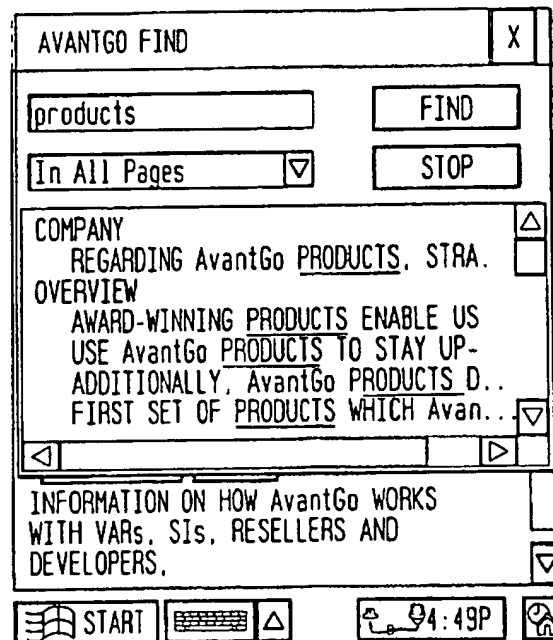 AVANTGO FIND X
products FIND
In All Pages STOP
COMPANY
REGARDING AvantGo PRODUCTS, STRA.
OVERVIEW
AWARD-WINNING PRODUCTS ENABLE US
USE AvantGo PRODUCTS TO STAY UP-
ADDITIONALLY, AvantGo PRODUCTS D..
FIRST SET OF PRODUCTS WHICH Avan...
INFORMATION ON HOW AvantGo WORKS
WITH VARs, SIs, RESELLERS AND
DEVELOPERS,
START 4:49P